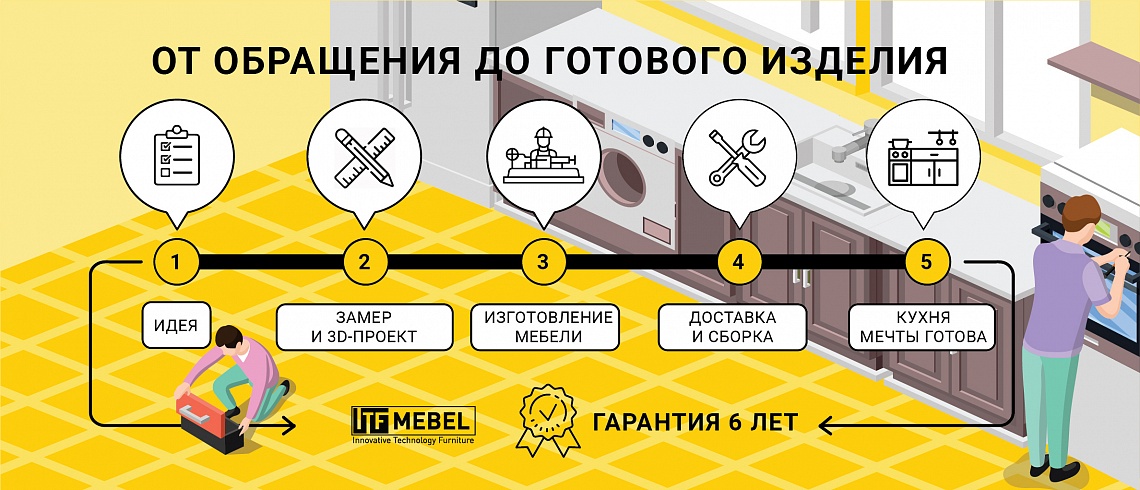 ОТ ОБРАЩЕНИЯ ДО ГОТОВОГО ИЗДЕЛИЯ
1
2
3
4
5
ИДЕЯ
ЗАМЕР
И 3D-ПРОЕКТ
ИЗГОТОВЛЕНИЕ
МЕБЕЛИ
ДОСТАВКА
И СБОРКА
КУХНЯ
МЕЧТЫ ГОТОВА
ITF MEBEL
Innovative Technology Furniture
ГАРАНТИЯ 6 ЛЕТ